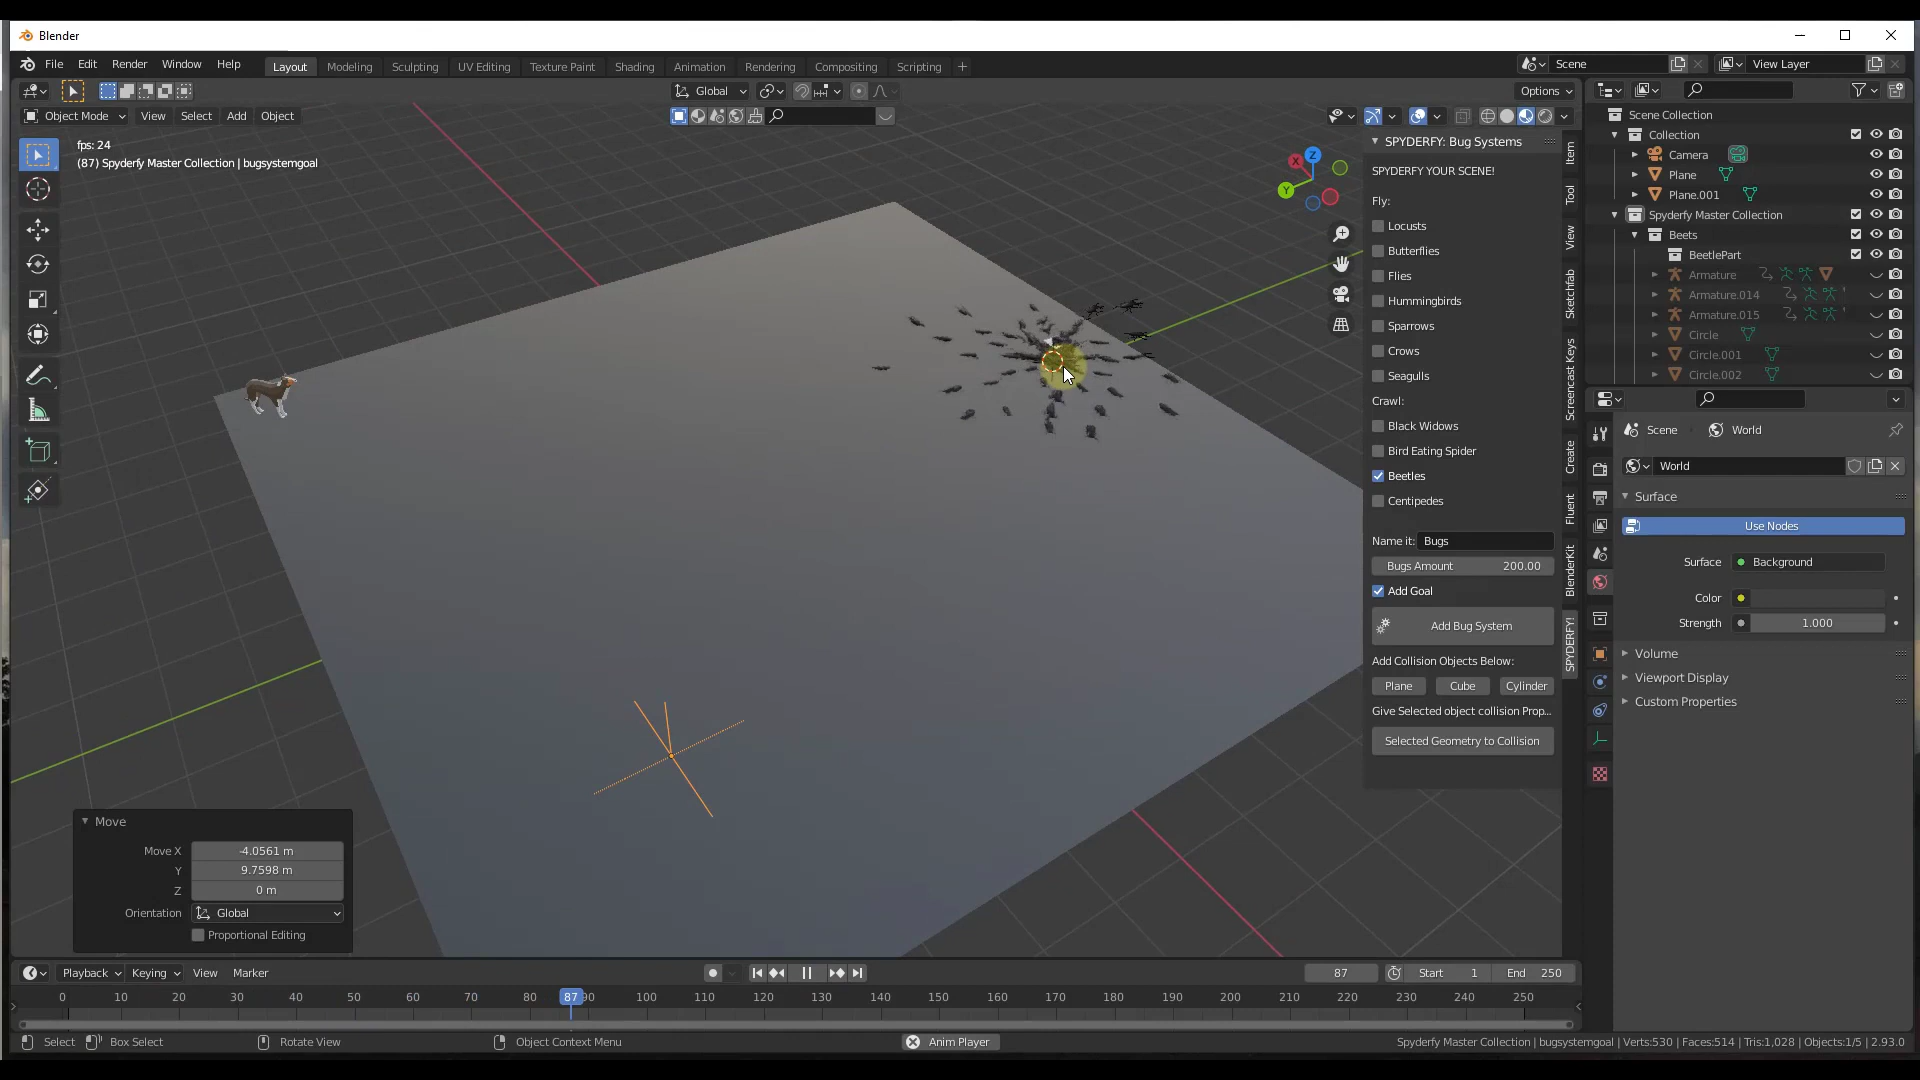 Blender
File Edit Render Window Help
Layout Modeling Sculpting UV Editing Texture Paint Shading Animation Rendering Compositing Scripting +
Scene
View Layer
Global
Options
Object Mode View Select Add Object
fps: 24
(87) Spyderfy Master Collection | bugsystemgoal
X
Y
Z
SPYDERFY: Bug Systems
SPYDERFY YOUR SCENE!
Fly:
Locusts
Butterflies
Flies
Hummingbirds
Sparrows
Crows
Seagulls
Crawl:
Black Widows
Bird Eating Spider
Beetles
Centipedes
Name it: Bugs
Bugs Amount 200.00
Add Goal
Add Bug System
Add Collision Objects Below:
Plane Cube Cylinder
Give Selected object collision Prop...
Selected Geometry to Collision
Item
Tool
View
Sketchfab
Screencast Keys
Create
Fluent
BlenderKit
SPYDERFY!
Scene Collection
Collection
Camera
Plane
Plane.001
Spyderfy Master Collection
Beets
BeetlePart
Armature
Armature.014
Armature.015
Circle
Circle.001
Circle.002
Scene World
World
Surface
Use Nodes
Surface Background
Color
Strength 1.000
Volume
Viewport Display
Custom Properties
Move
Move X -4.0561 m
Y 9.7598 m
Z 0 m
Orientation Global
Proportional Editing
Playback Keying View Marker
87 Start 1 End 250
0 10 20 30 40 50 60 70 80 87 90 100 110 120 130 140 150 160 170 180 190 200 210 220 230 240 250
Select Box Select Rotate View Object Context Menu Anim Player
Spyderfy Master Collection | bugsystemgoal | Verts:530 | Faces:514 | Tris:1,028 | Objects:1/5 | 2.93.0